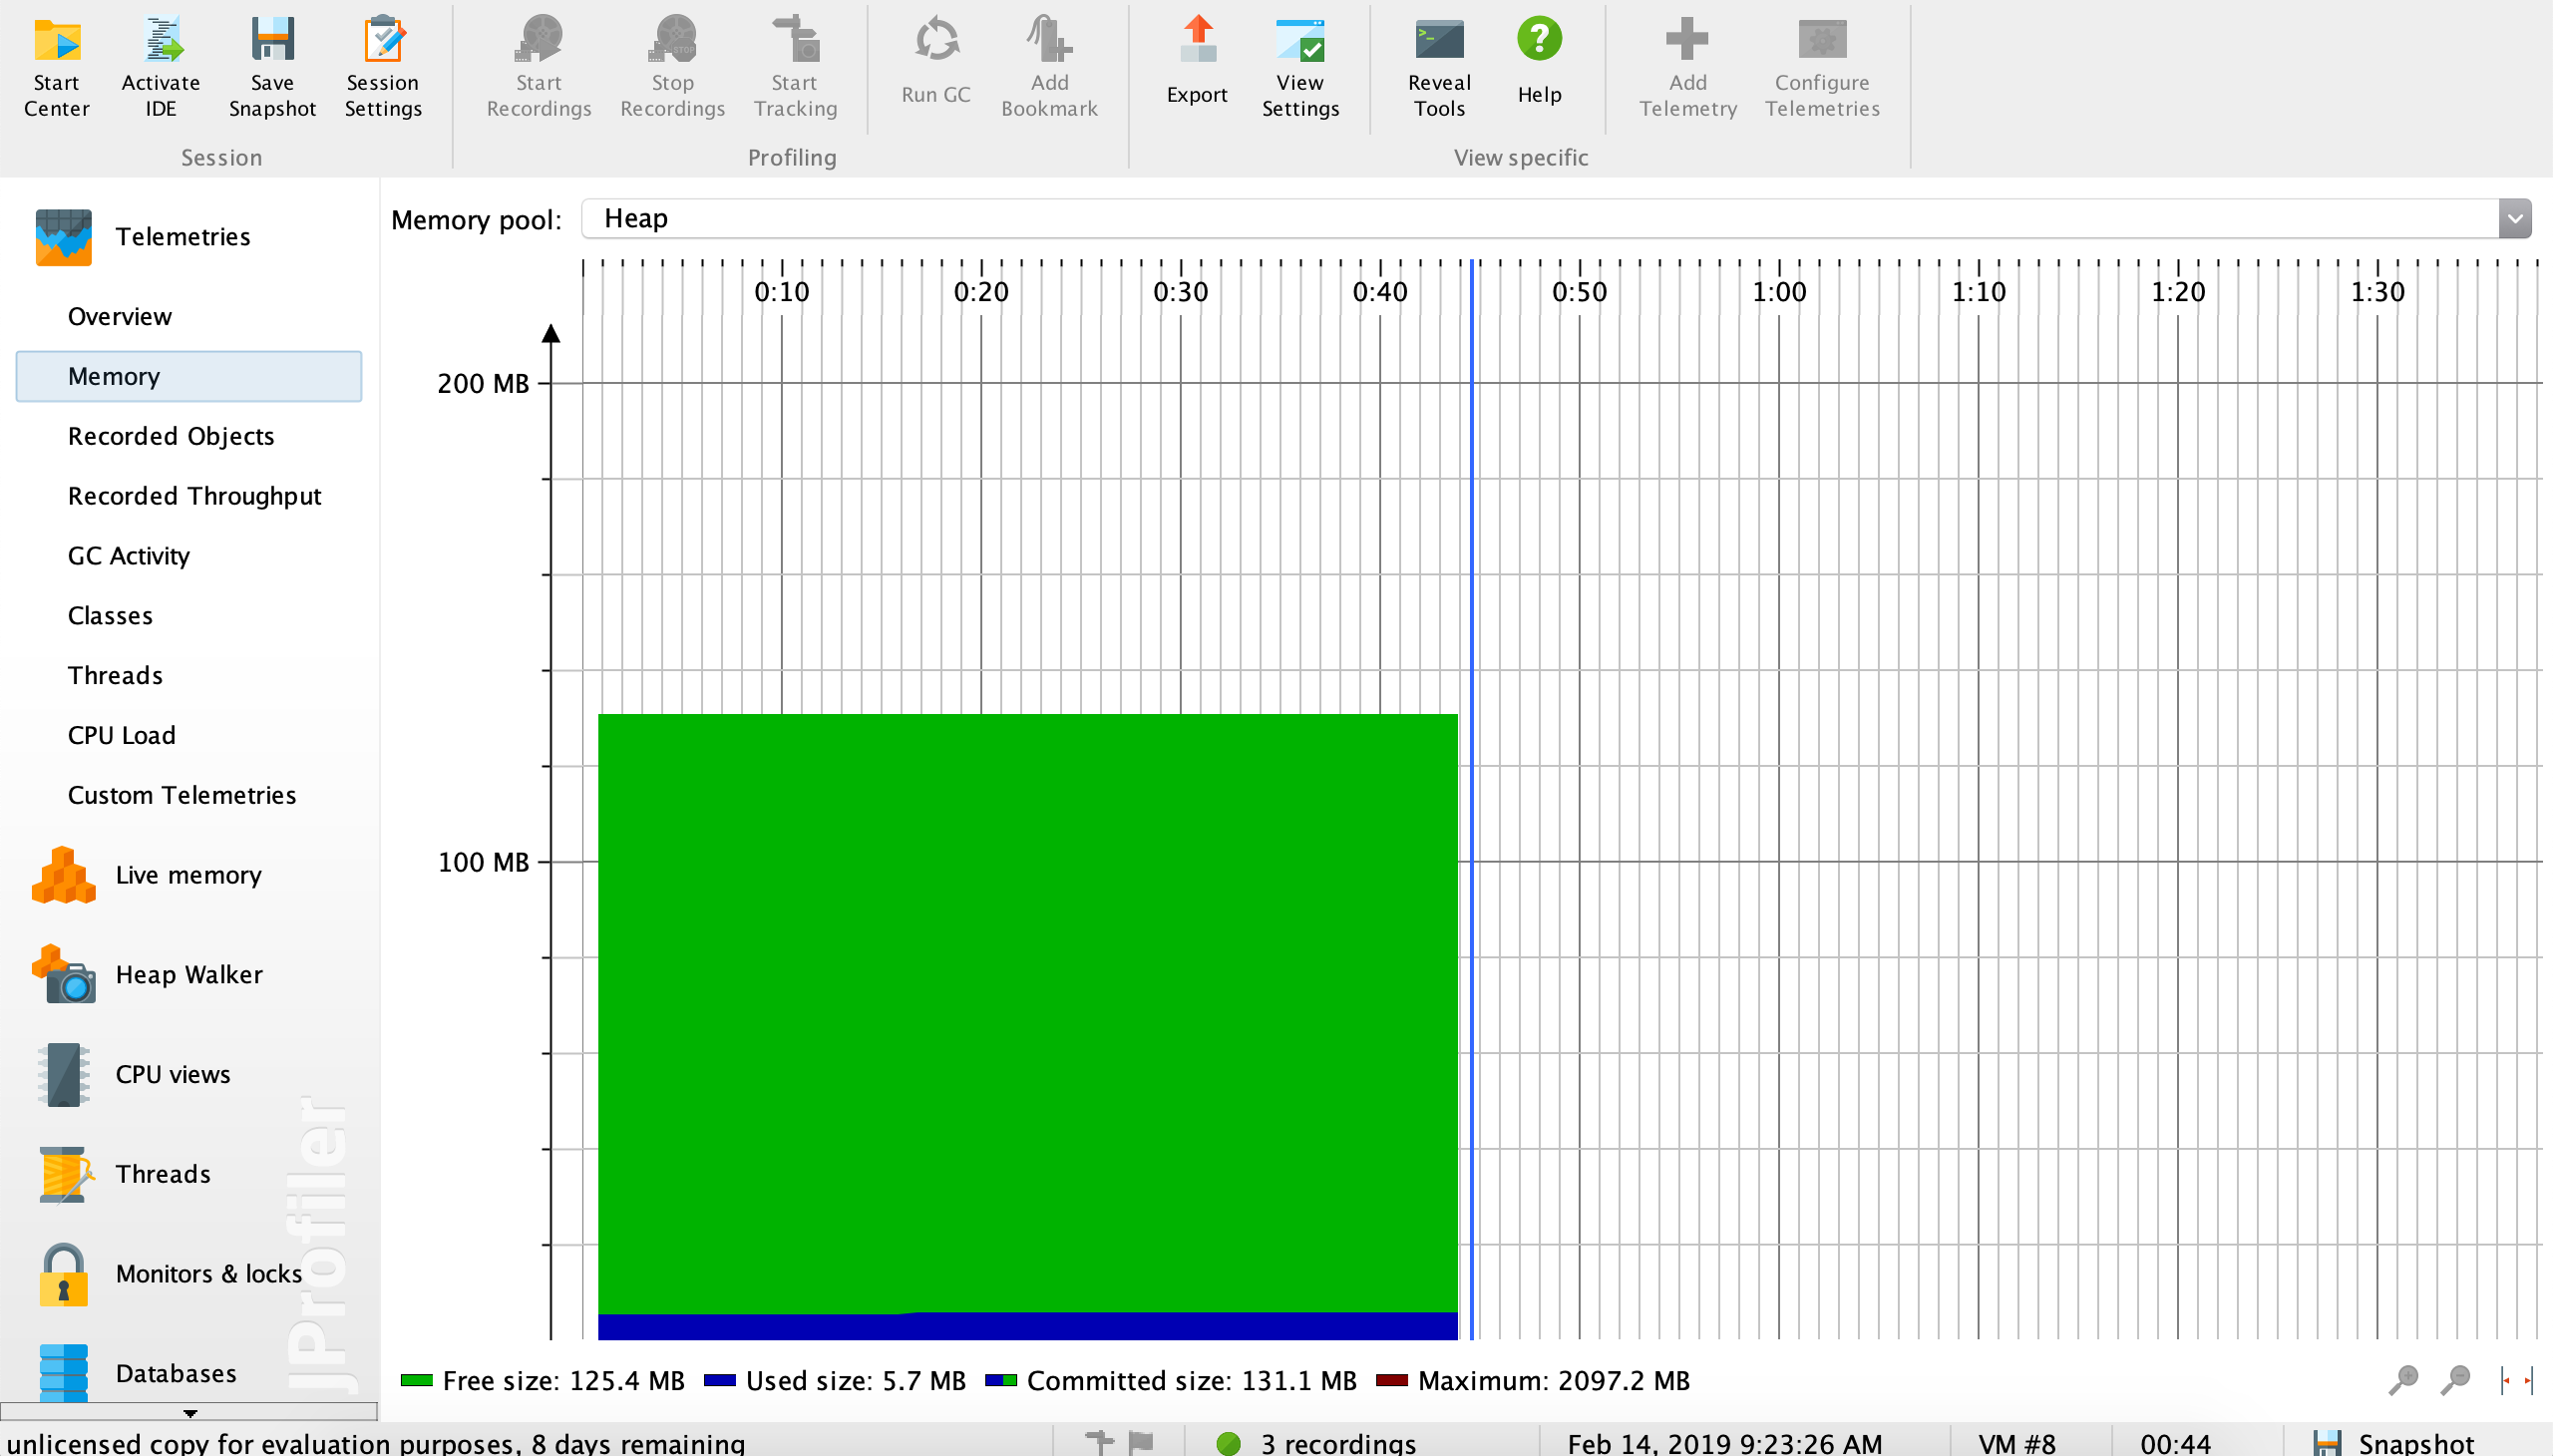 Start Center
Activate IDE
Save Snapshot
Session Settings
Start Recordings
Stop Recordings
Start Tracking
Run GC
Add Bookmark
Export
View Settings
Reveal Tools
Help
Add Telemetry
Configure Telemetries
Session
Profiling
View specific
Telemetries
Overview
Memory
Recorded Objects
Recorded Throughput
GC Activity
Classes
Threads
CPU Load
Custom Telemetries
Live memory
Heap Walker
CPU views
Threads
Monitors & locks
Databases
JProfiler
Memory pool: Heap
0:10 0:20 0:30 0:40 0:50 1:00 1:10 1:20 1:30
200 MB
100 MB
Free size: 125.4 MB Used size: 5.7 MB Committed size: 131.1 MB Maximum: 2097.2 MB
unlicensed copy for evaluation purposes, 8 days remaining 3 recordings Feb 14, 2019 9:23:26 AM VM #8 00:44 Snapshot